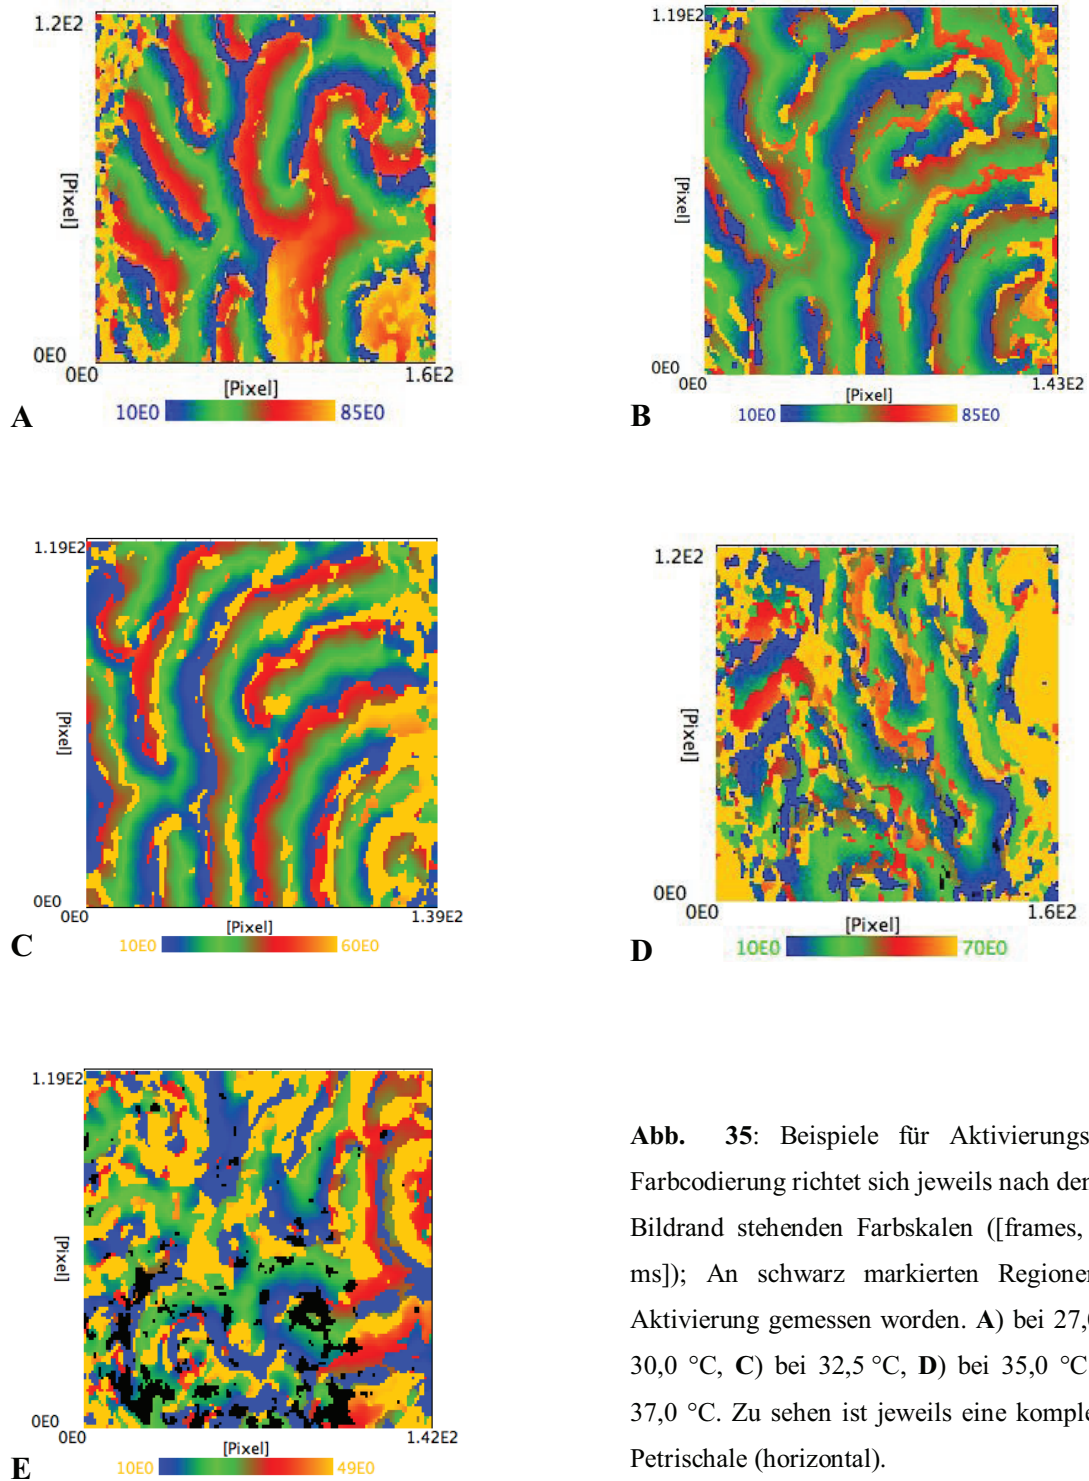 1.2E2
[Pixel]
0E0
0E0
[Pixel]
1.6E2
10E0
85E0
A
1.19E2
[Pixel]
0E0
0E0
[Pixel]
1.43E2
10E0
85E0
B
1.19E2
[Pixel]
0E0
0E0
[Pixel]
1.39E2
10E0
60E0
C
1.2E2
[Pixel]
0E0
0E0
[Pixel]
1.6E2
10E0
70E0
D
1.19E2
[Pixel]
0E0
0E0
[Pixel]
1.42E2
10E0
49E0
E
Abb. 35: Beispiele für Aktivierungs
Farbcodierung richtet sich jeweils nach der
Bildrand stehenden Farbskalen ([frames,
ms]); An schwarz markierten Regione
Aktivierung gemessen worden. A) bei 27,
30,0 °C, C) bei 32,5 °C, D) bei 35,0 °C
37,0 °C. Zu sehen ist jeweils eine komple
Petrischale (horizontal).